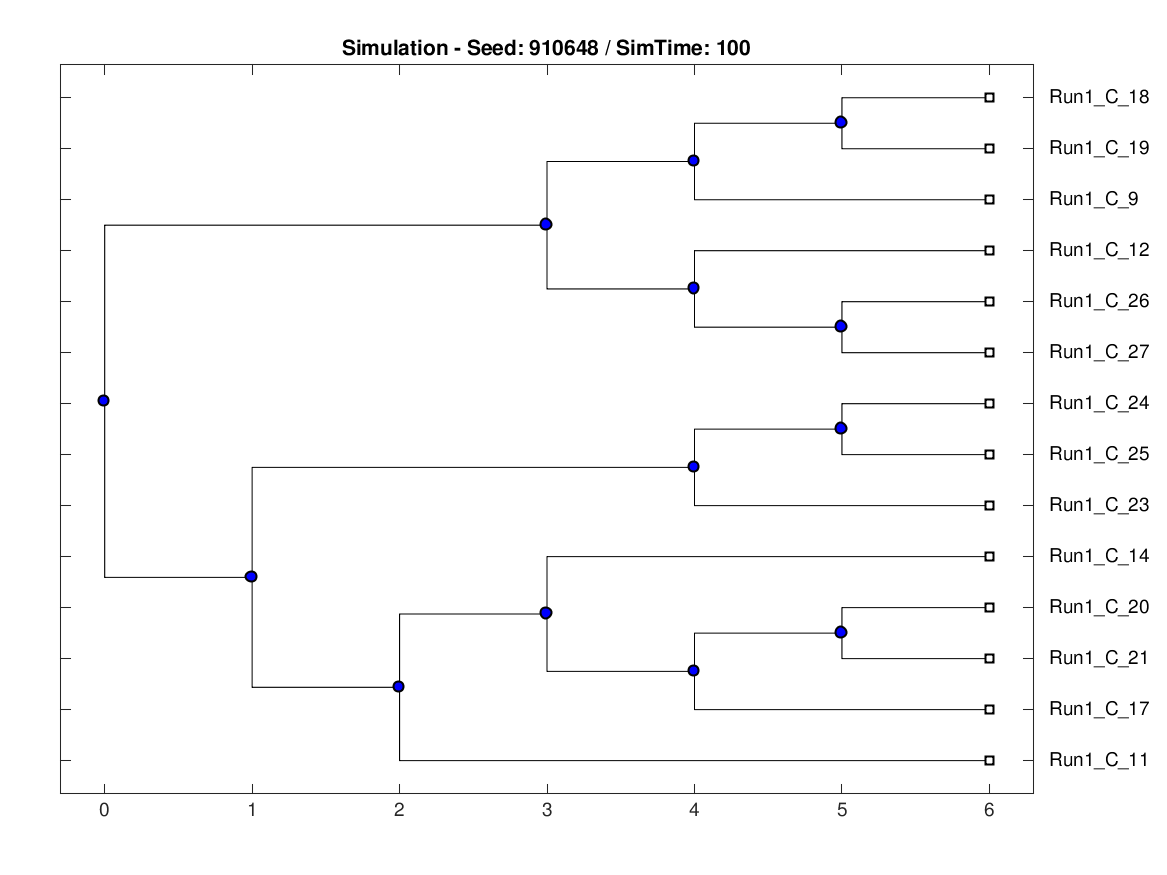 Simulation - Seed: 910648 / SimTime: 100
Run1_C_18
Run1_C_19
Run1_C_9
Run1_C_12
Run1_C_26
Run1_C_27
Run1_C_24
Run1_C_25
Run1_C_23
Run1_C_14
Run1_C_20
Run1_C_21
Run1_C_17
Run1_C_11
0 1 2 3 4 5 6